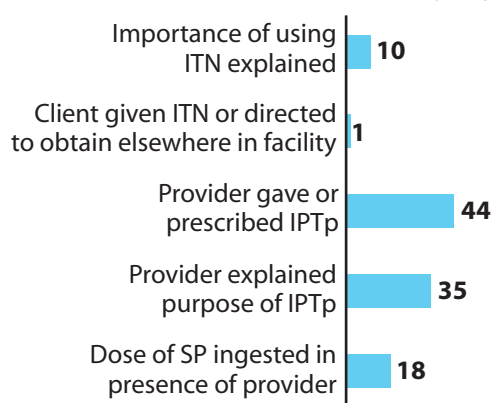 Importance of using
ITN explained
10
Client given ITN or directed
to obtain elsewhere in facility
1
Provider gave or
prescribed IPTp
44
Provider explained
purpose of IPTp
35
Dose of SP ingested in
presence of provider
18